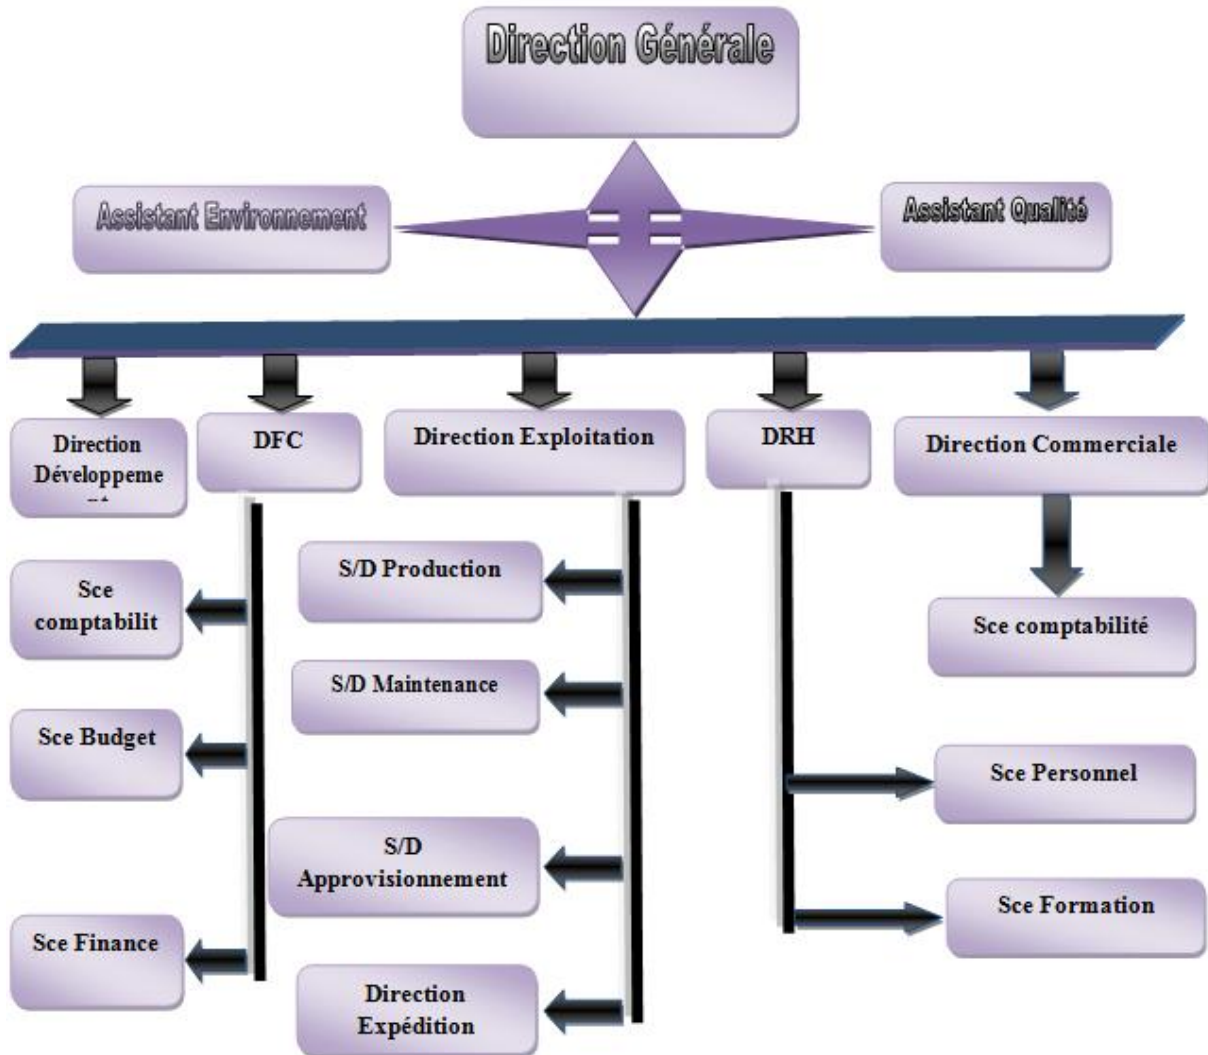 Direction Générale
Assistant Environnement
Assistant Qualité
Direction
Développeme
DFC
Direction Exploitation
DRH
Direction Commerciale
Sce
comptabilit
S/D Production
Sce comptabilité
S/D Maintenance
Sce Budget
Sce Personnel
S/D
Approvisionnement
Sce Formation
Sce Finance
Direction
Expédition